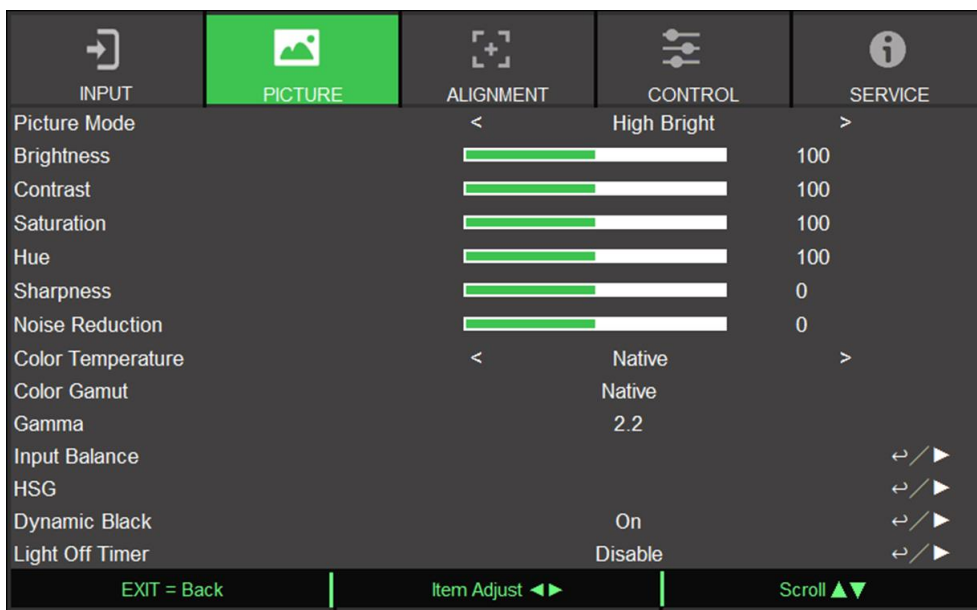 INPUT PICTURE ALIGNMENT CONTROL SERVICE
Picture Mode < High Bright >
Brightness 100
Contrast 100
Saturation 100
Hue 100
Sharpness 0
Noise Reduction 0
Color Temperature < Native >
Color Gamut Native
Gamma 2.2
Input Balance ↩/▶
HSG ↩/▶
Dynamic Black On ↩/▶
Light Off Timer Disable ↩/▶
EXIT = Back Item Adjust ◀▶ Scroll ▲▼